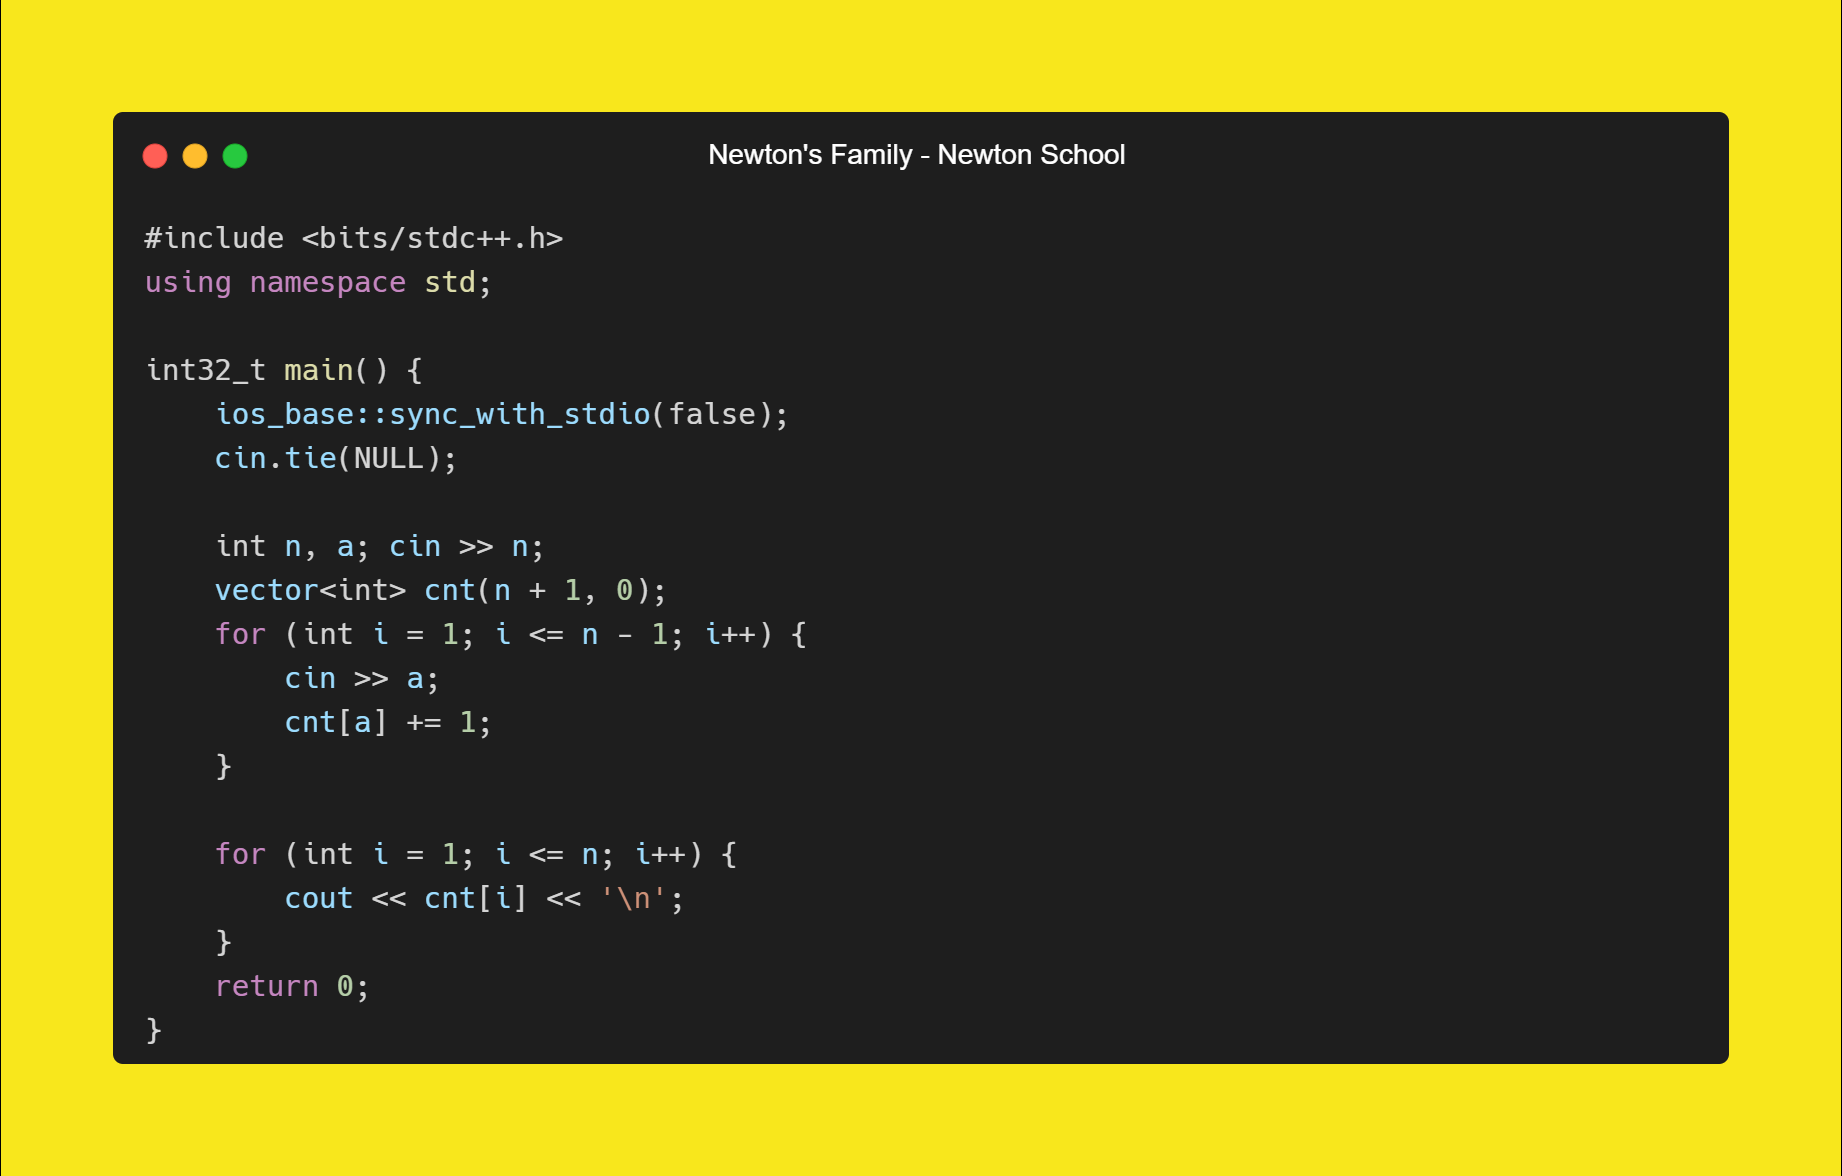 Newton's Family - Newton School
#include <bits/stdc++.h>
using namespace std;
int32_t main() {
    ios_base::sync_with_stdio(false);
    cin.tie(NULL);
    int n, a; cin >> n;
    vector<int> cnt(n + 1, 0);
    for (int i = 1; i <= n - 1; i++) {
        cin >> a;
        cnt[a] += 1;
    }
    for (int i = 1; i <= n; i++) {
        cout << cnt[i] << '\n';
    }
    return 0;
}